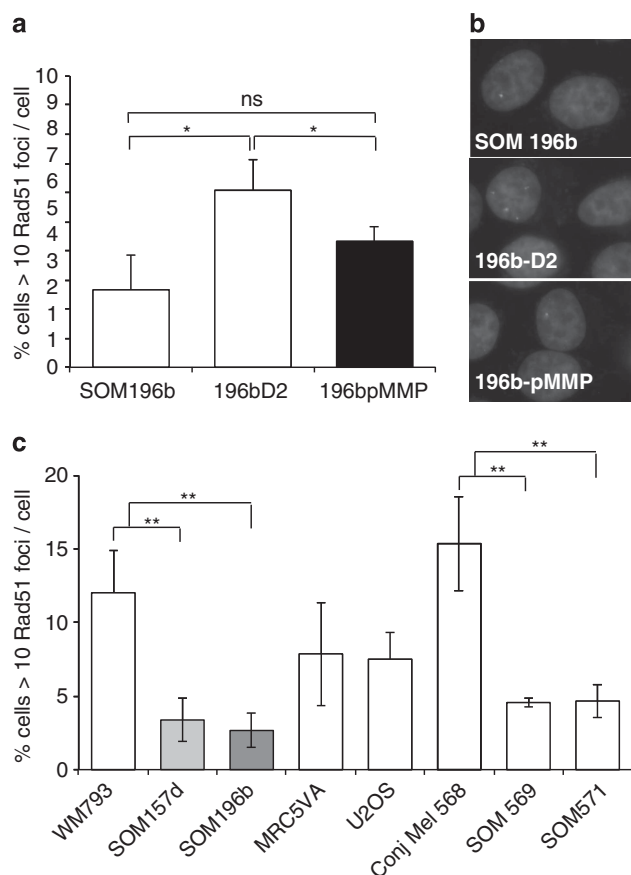 a
% cells > 10 Rad51 foci / cell
10
9
8
7
6
5
4
3
2
1
1
0
ns
*
*
SOM196b
196bD2
196bpMMP
b
SOM 196b
196b-D2
196b-pMMP
c
% cells > 10 Rad51 foci / cell
20
15
10
5
0
**
**
**
**
WM793
SOM157d
SOM196b
MRC5VA
U2OS
Conj Mel 568
SOM 569
SOM571